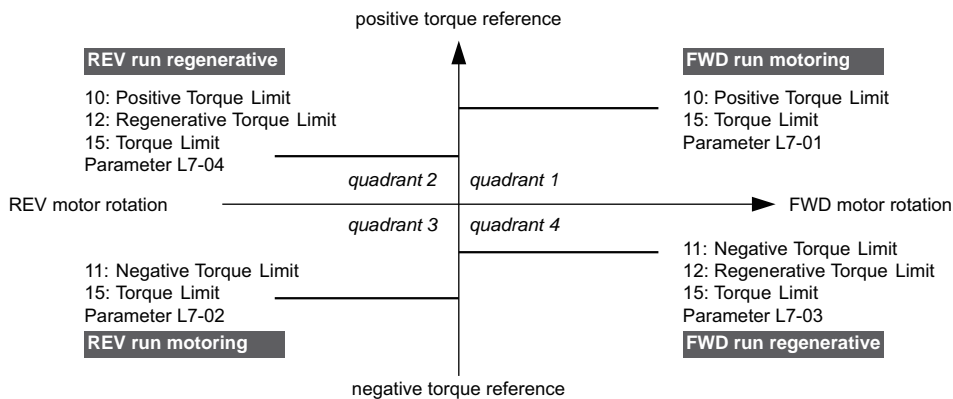 positive torque reference
REV run regenerative
10: Positive Torque Limit
12: Regenerative Torque Limit
15: Torque Limit
Parameter L7-04
FWD run motoring
10: Positive Torque Limit
15: Torque Limit
Parameter L7-01
quadrant 2
quadrant 1
REV motor rotation
FWD motor rotation
quadrant 3
quadrant 4
11: Negative Torque Limit
15: Torque Limit
Parameter L7-02
REV run motoring
11: Negative Torque Limit
12: Regenerative Torque Limit
15: Torque Limit
Parameter L7-03
FWD run regenerative
negative torque reference